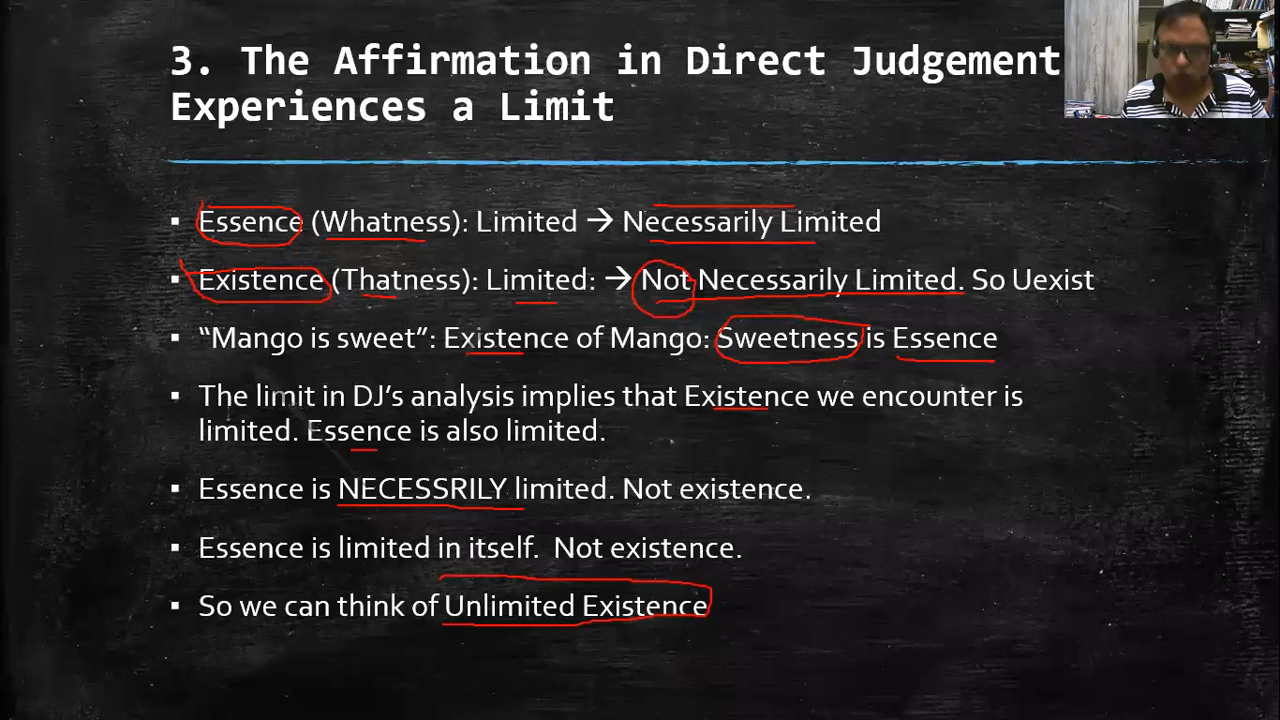 3. The Affirmation in Direct Judgement
Experiences a Limit
▪ Essence (Whatness): Limited → Necessarily Limited
▪ Existence (Thatness): Limited: → Not Necessarily Limited. So Uexist
▪ “Mango is sweet”: Existence of Mango: Sweetness is Essence
▪ The limit in DJ’s analysis implies that Existence we encounter is
limited. Essence is also limited.
▪ Essence is NECESSRILY limited. Not existence.
▪ Essence is limited in itself. Not existence.
▪ So we can think of Unlimited Existence